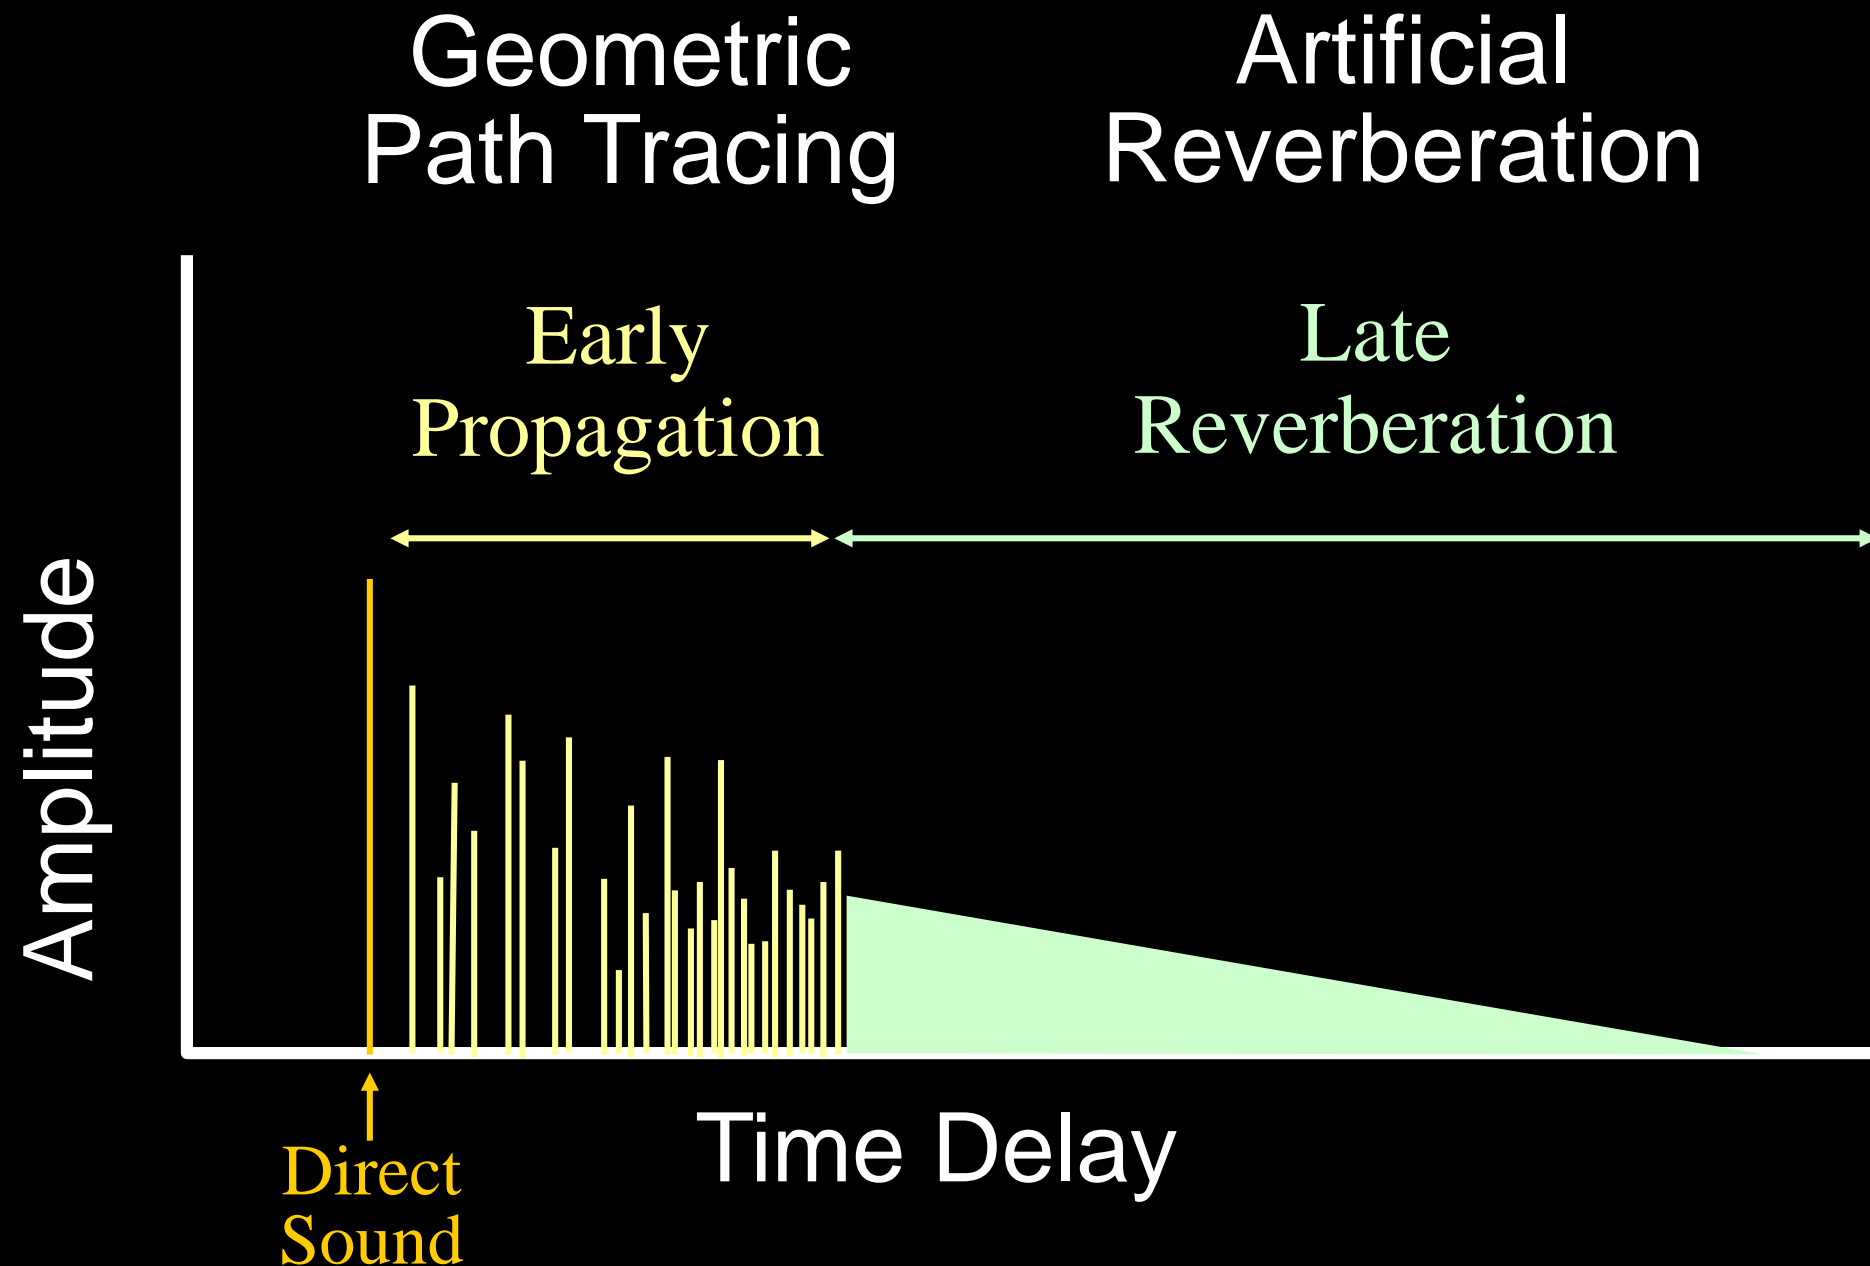 Geometric
Path Tracing
Artificial
Reverberation
Early
Propagation
Late
Reverberation
Amplitude
Direct
Sound
Time Delay